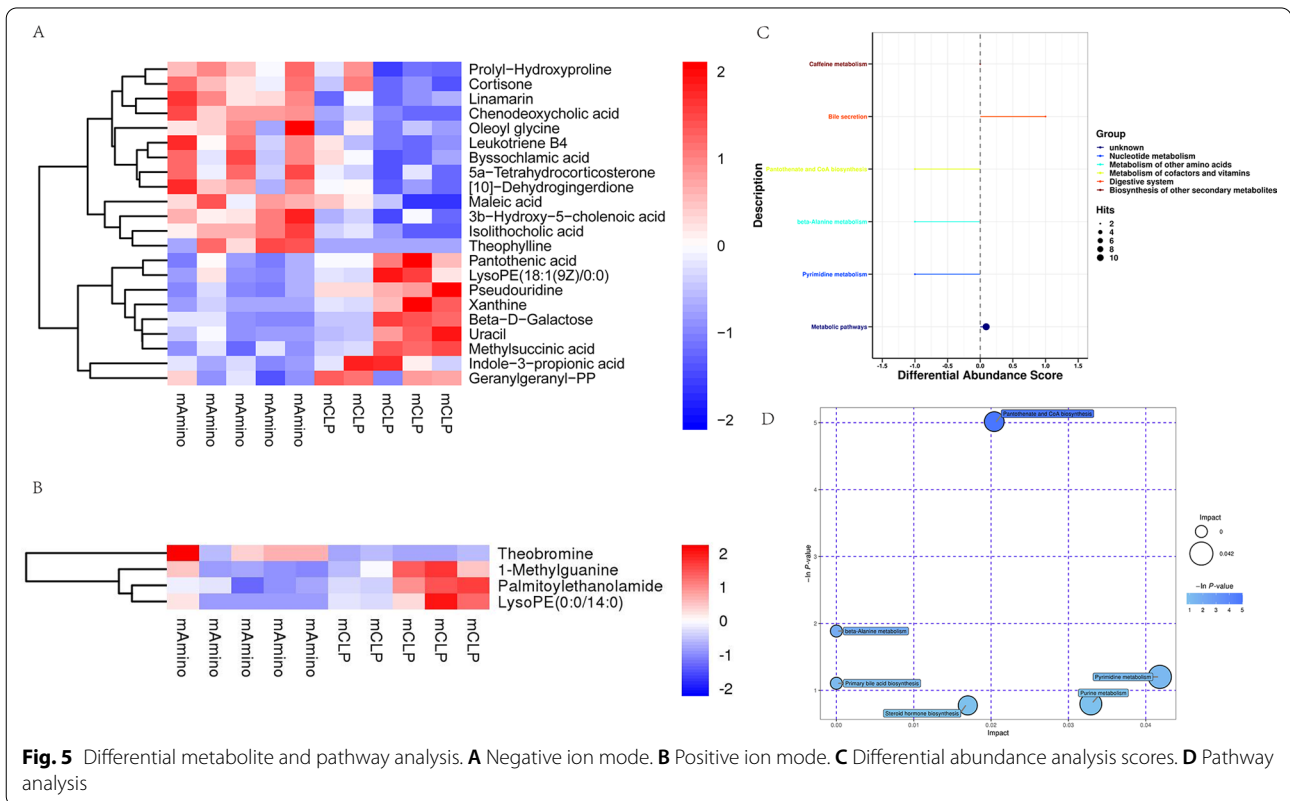 A
Prolyl-Hydroxyproline
Cortisone
Linamarin
Chenodeoxycholic acid
Oleoyl glycine
Leukotriene B4
Byssochlamic acid
5a-Tetrahydrocorticosterone
[10]-Dehydrogingerdione
Maleic acid
3b-Hydroxy-5-cholenoic acid
Isolithocholic acid
Theophylline
Pantothenic acid
LysoPE(18:1(9Z)/0:0)
Pseudouridine
Xanthine
Beta-D-Galactose
Uracil
Methylsuccinic acid
Indole-3-propionic acid
Geranylgeranyl-PP
mAmino
mAmino
mAmino
mAmino
mAmino
mCLP
mCLP
mCLP
mCLP
mCLP
2
1
0
-1
-2
B
Theobromine
1-Methylguanine
Palmitoylethanolamide
LysoPE(0:0/14:0)
mAmino
mAmino
mAmino
mAmino
mAmino
mCLP
mCLP
mCLP
mCLP
mCLP
2
1
0
-1
-2
C
Description
Caffeine metabolism
Bile secretion
Pantothenate and CoA biosynthesis
beta-Alanine metabolism
Pyrimidine metabolism
Metabolic pathways
-1.5 -1.0 -0.5 0.0 0.5 1.0 1.5
Differential Abundance Score
Group
unknown
Nucleotide metabolism
Metabolism of other amino acids
Metabolism of cofactors and vitamins
Digestive system
Biosynthesis of other secondary metabolites
Hits
2
4
6
8
10
D
-ln P-value
5
4
3
2
1
Pantothenate and CoA biosynthesis
beta-Alanine metabolism
Primary bile acid biosynthesis
Pyrimidine metabolism
Purine metabolism
Steroid hormone biosynthesis
0.00 0.01 0.02 0.03 0.04
Impact
Impact
0
0.042
-ln P-value
1 2 3 4 5
Fig. 5 Differential metabolite and pathway analysis. A Negative ion mode. B Positive ion mode. C Differential abundance analysis scores. D Pathway
analysis